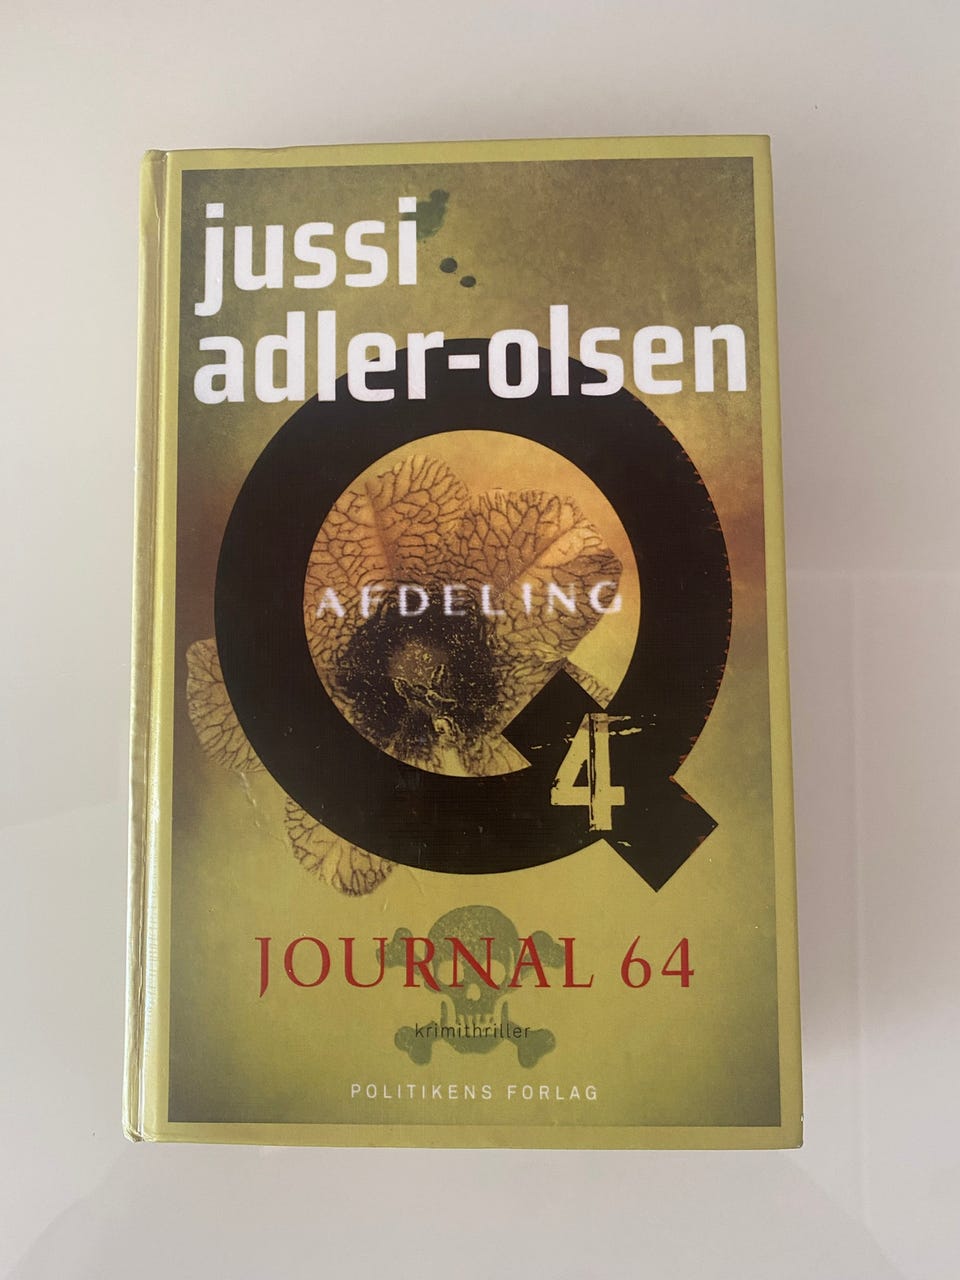 jussi
adler-olsen
AFDELING
4
JOURNAL 64
krimithriller
POLITIKENS FORLAG